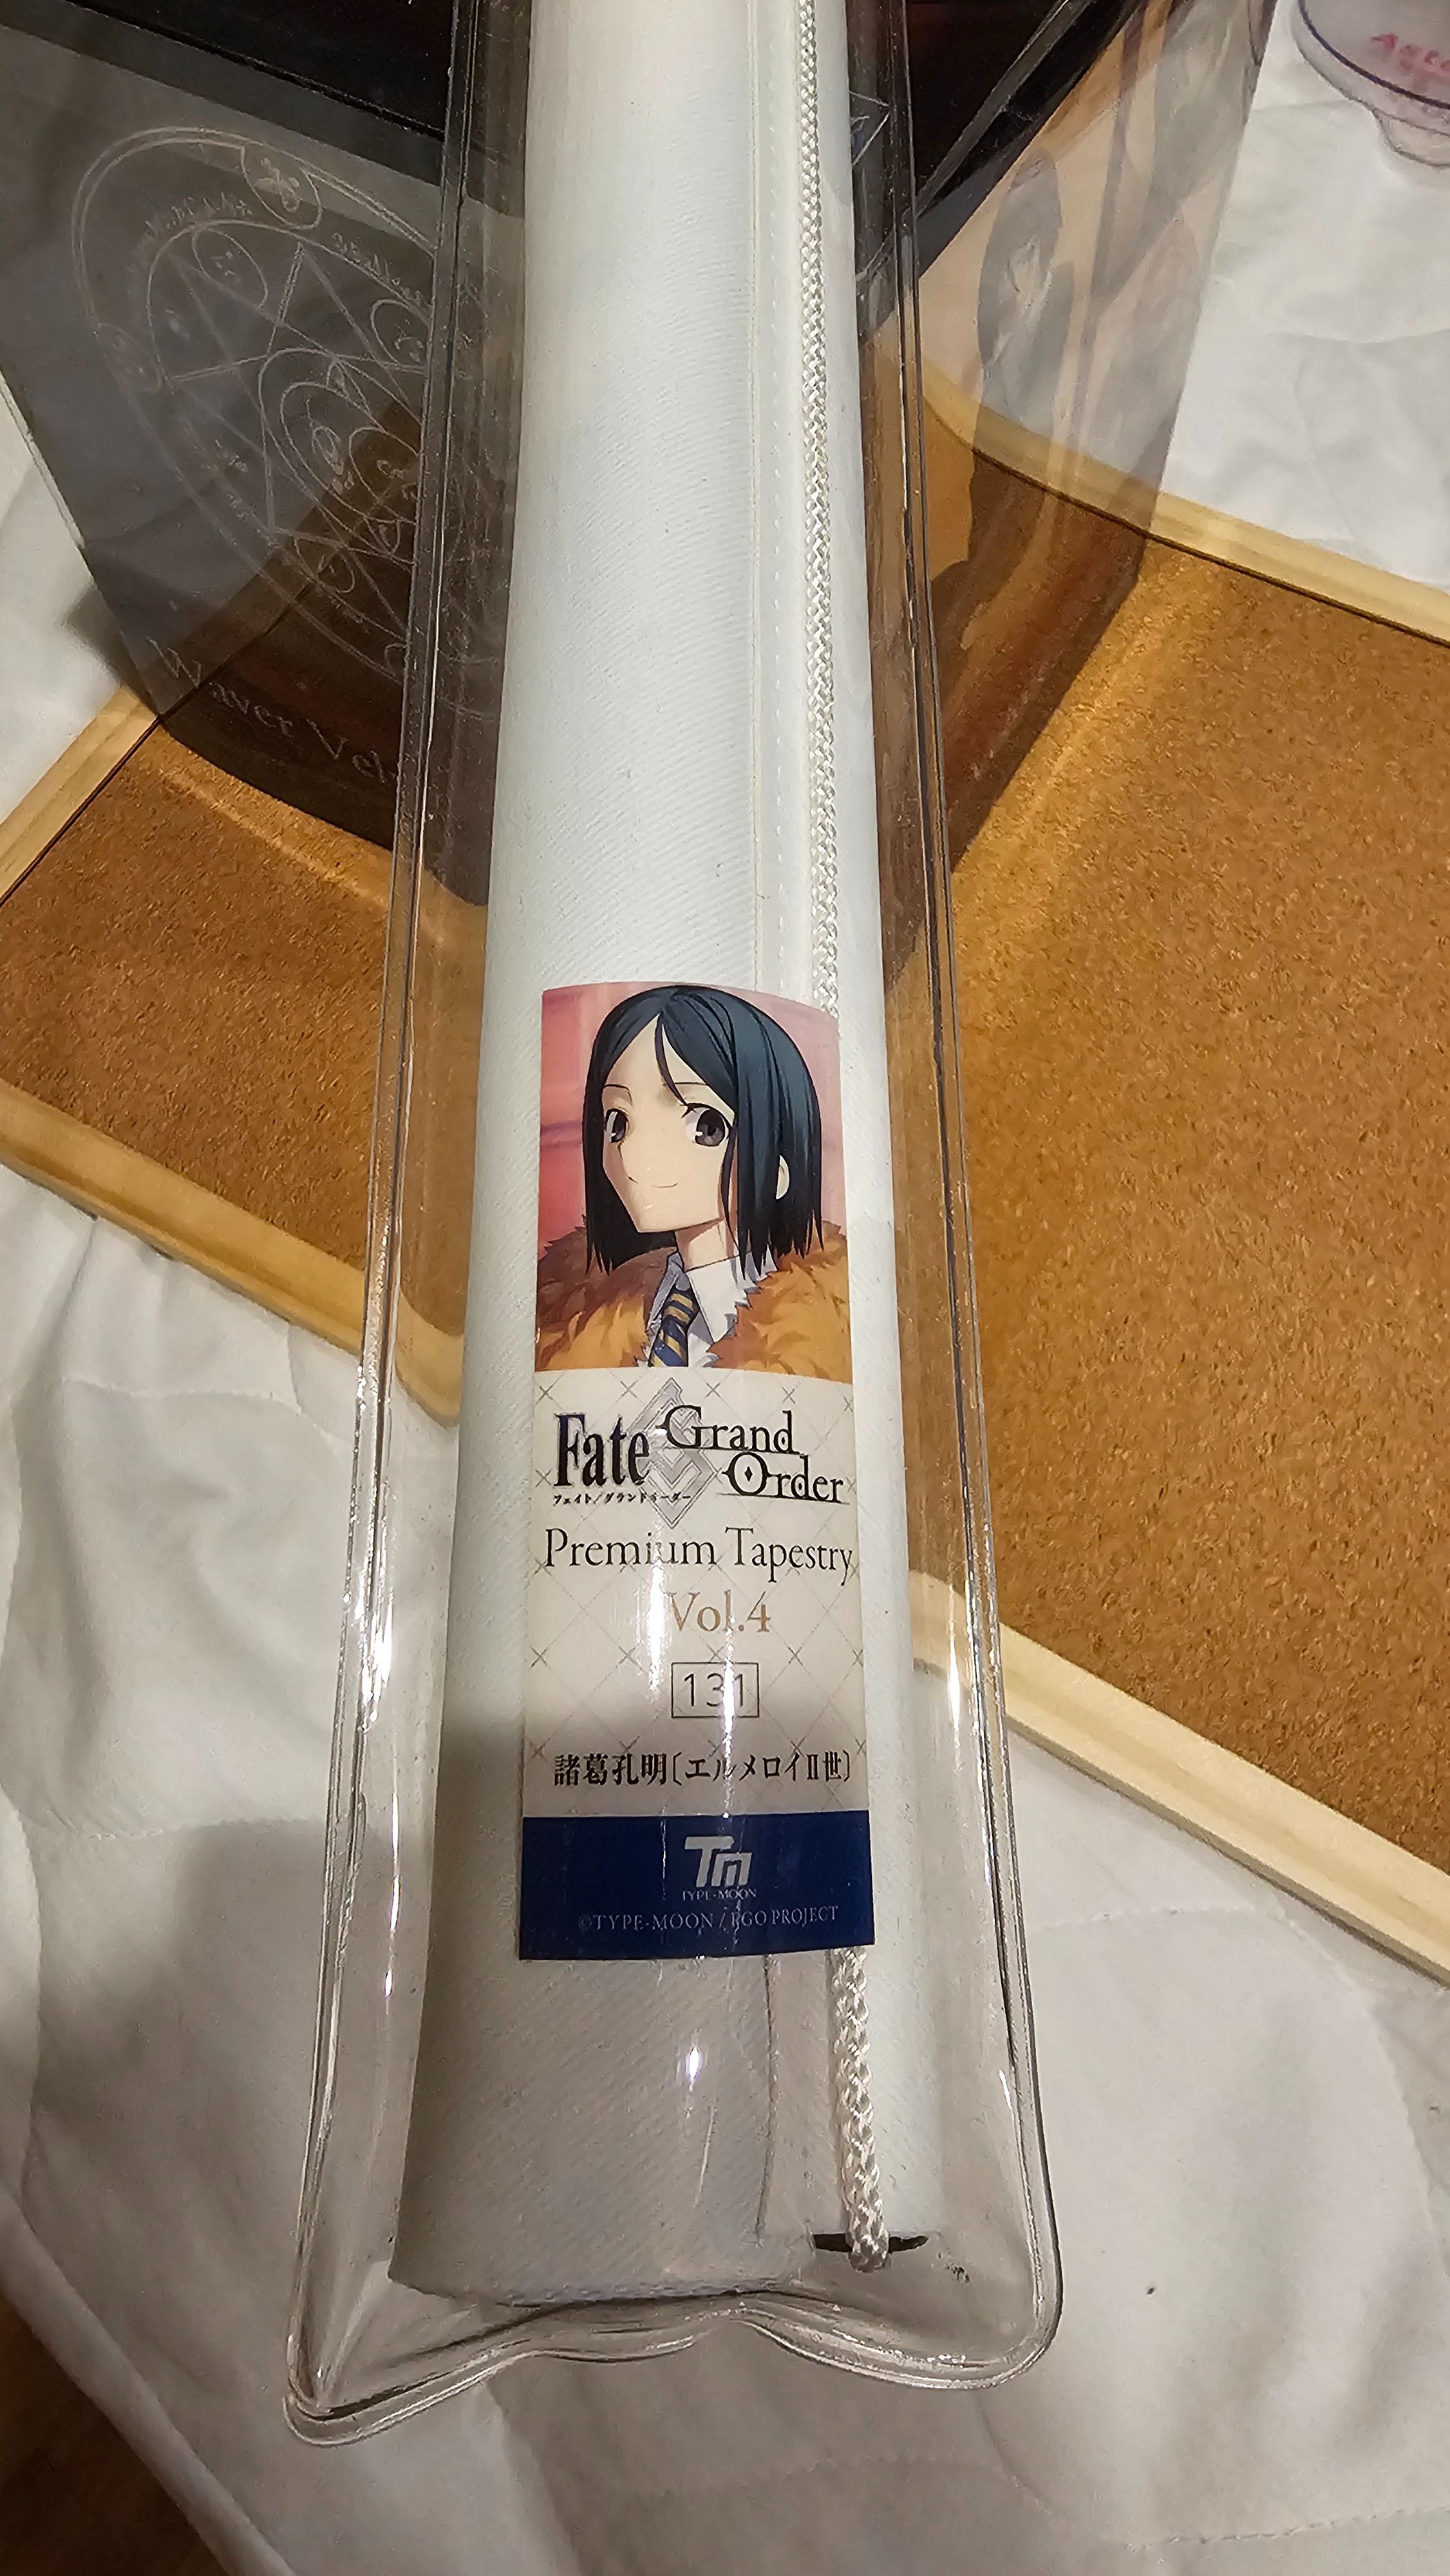 Fate Grand
Order
フェイト/グランドオーダー
Premium Tapestry
Vol.4
131
諸葛孔明〔エルメロイⅡ世〕
TM
TYPE-MOON
©TYPE-MOON / FGO PROJECT